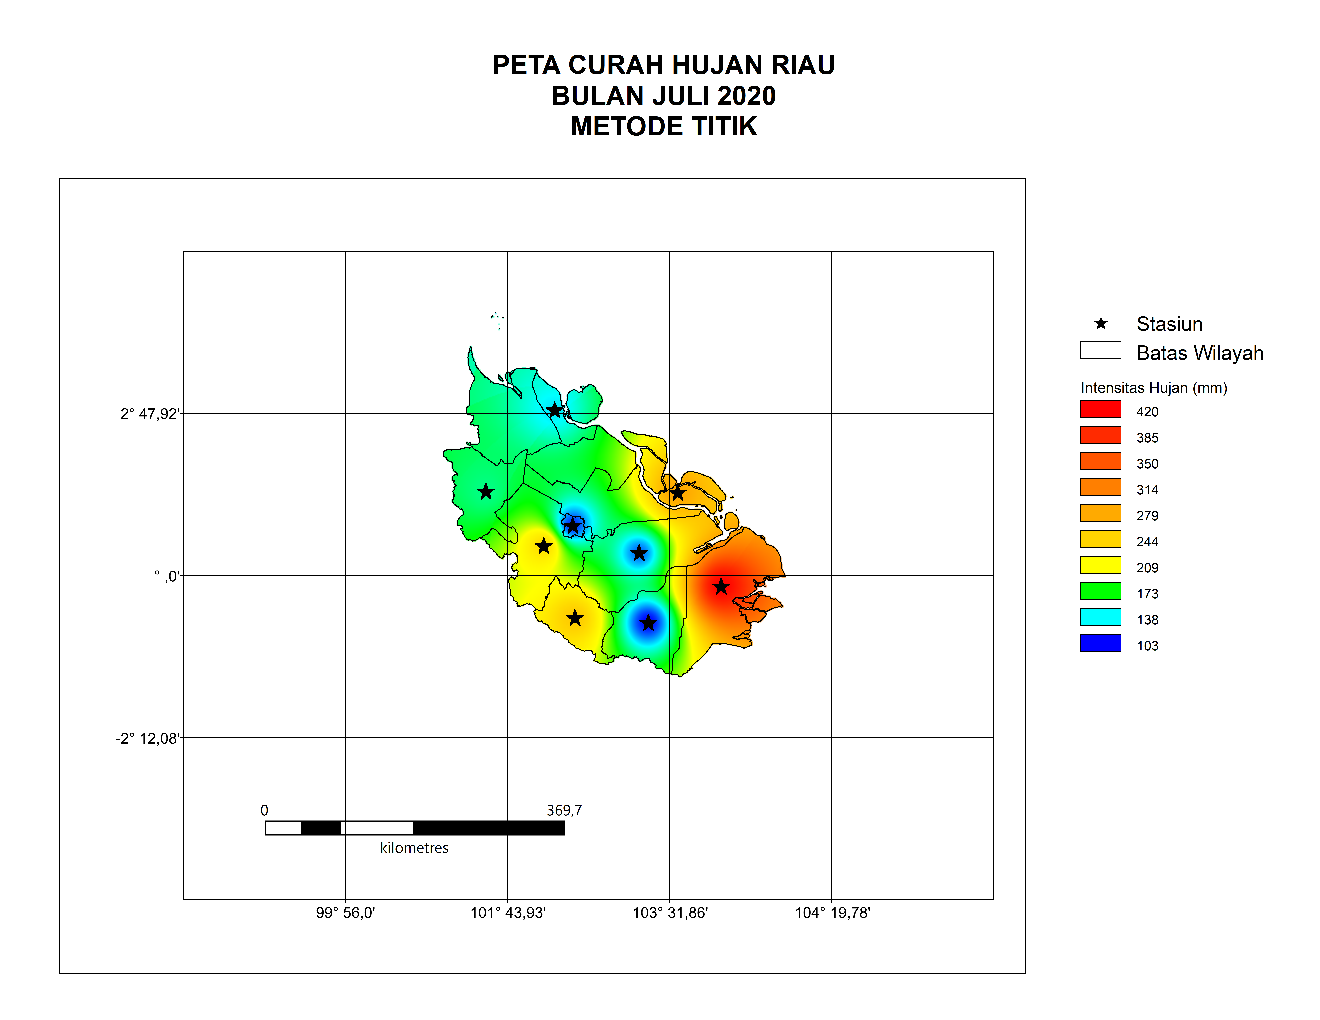 PETA CURAH HUJAN RIAU
BULAN JULI 2020
METODE TITIK
Stasiun
Batas Wilayah
Intensitas Hujan (mm)
420
385
350
314
279
244
209
173
138
103
2° 47,92'
° ,0'
-2° 12,08'
0 369,7
kilometres
99° 56,0' 101° 43,93' 103° 31,86' 104° 19,78'